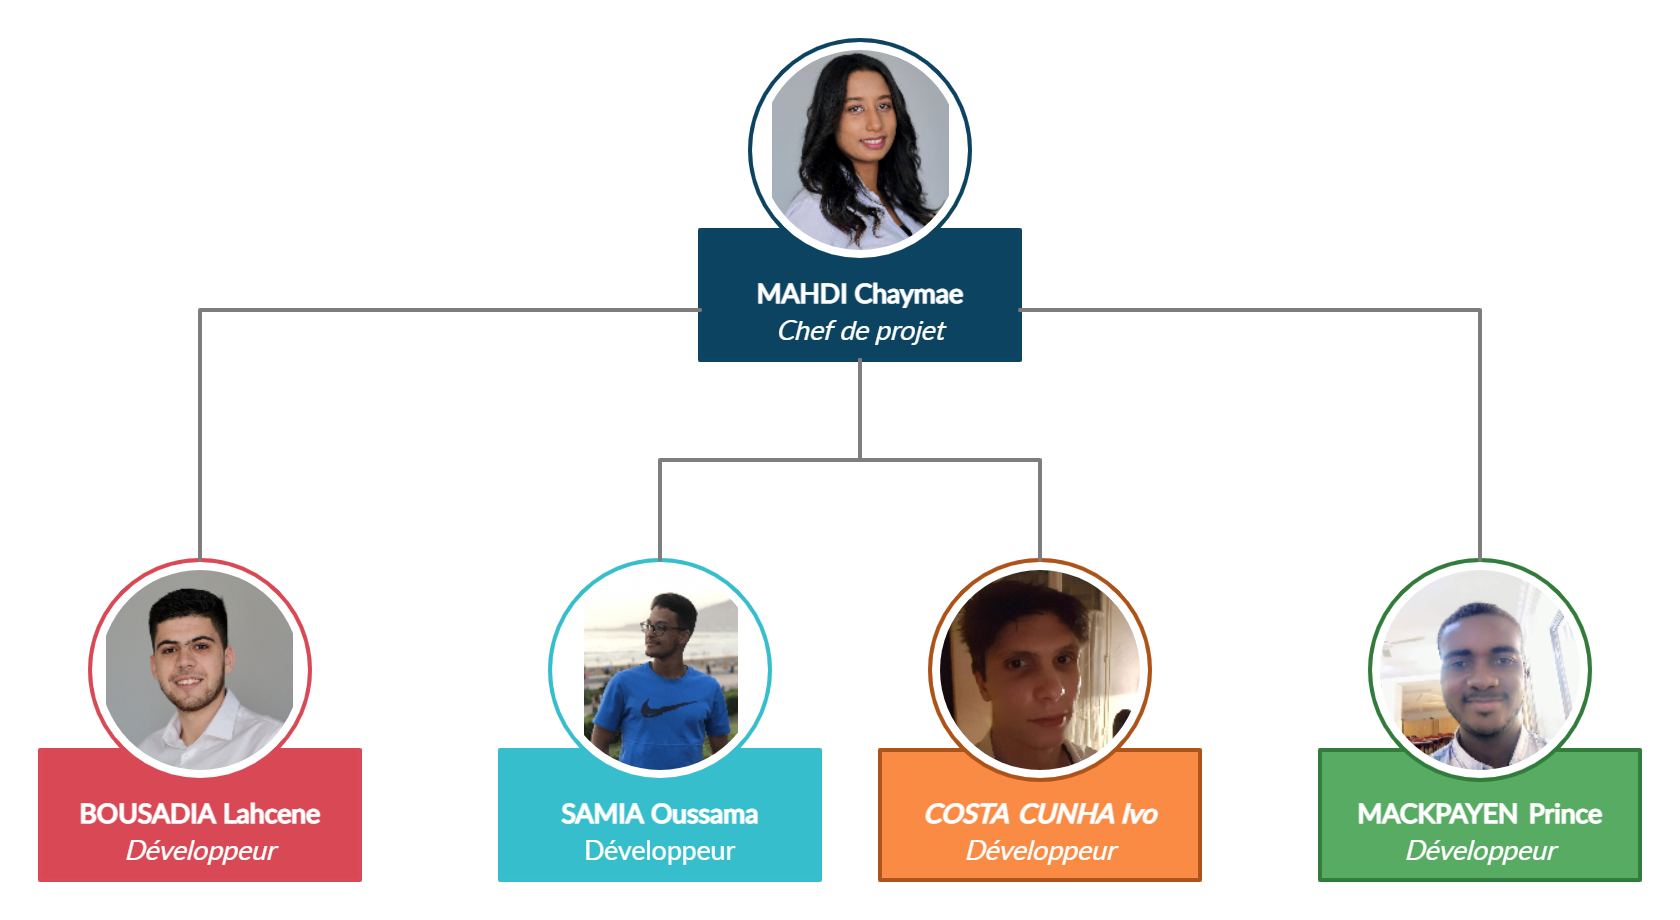 MAHDI Chaymae
Chef de projet
BOUSADIA Lahcene
Développeur
SAMIA Oussama
Développeur
COSTA CUNHA Ivo
Développeur
MACKPAYEN Prince
Développeur